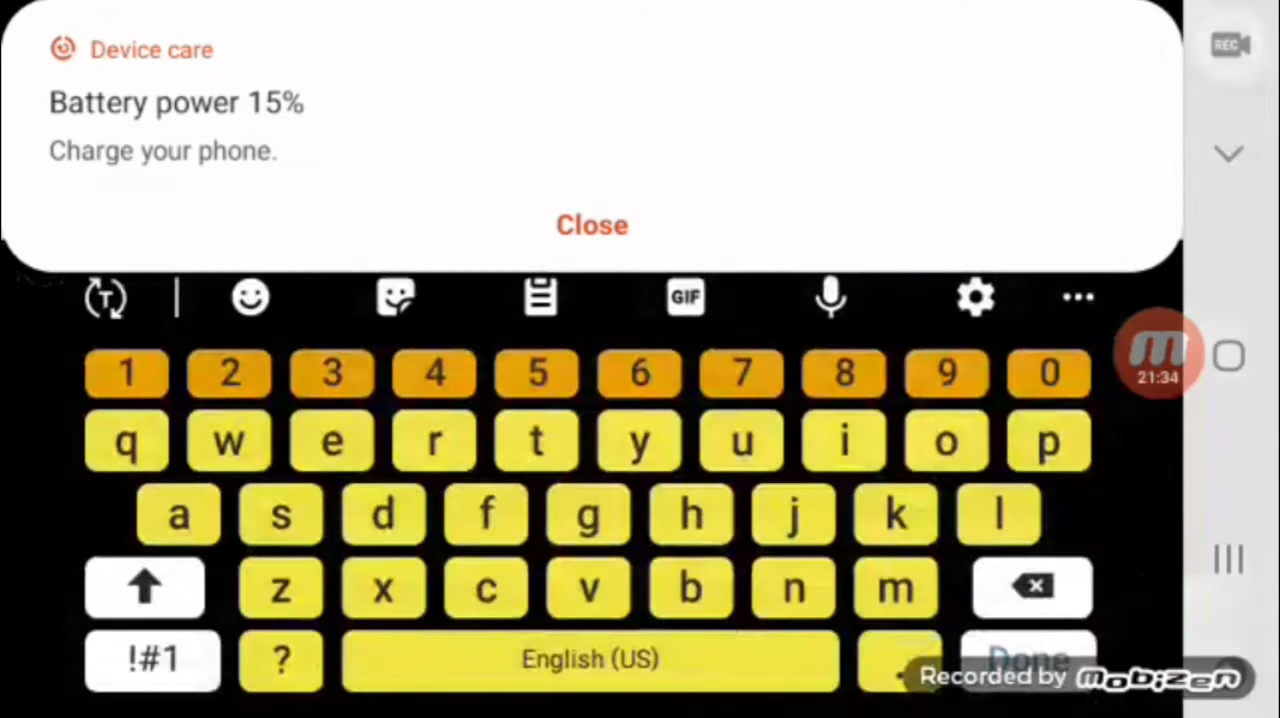 REC
Device care
Battery power 15%
Charge your phone.
Close
T GIF
1 2 3 4 5 6 7 8 9 0
q w e r t y u i o p
21:34
a s d f g h j k l
z x c v b n m
!#1 ? English (US) . Done
Recorded by mobizen